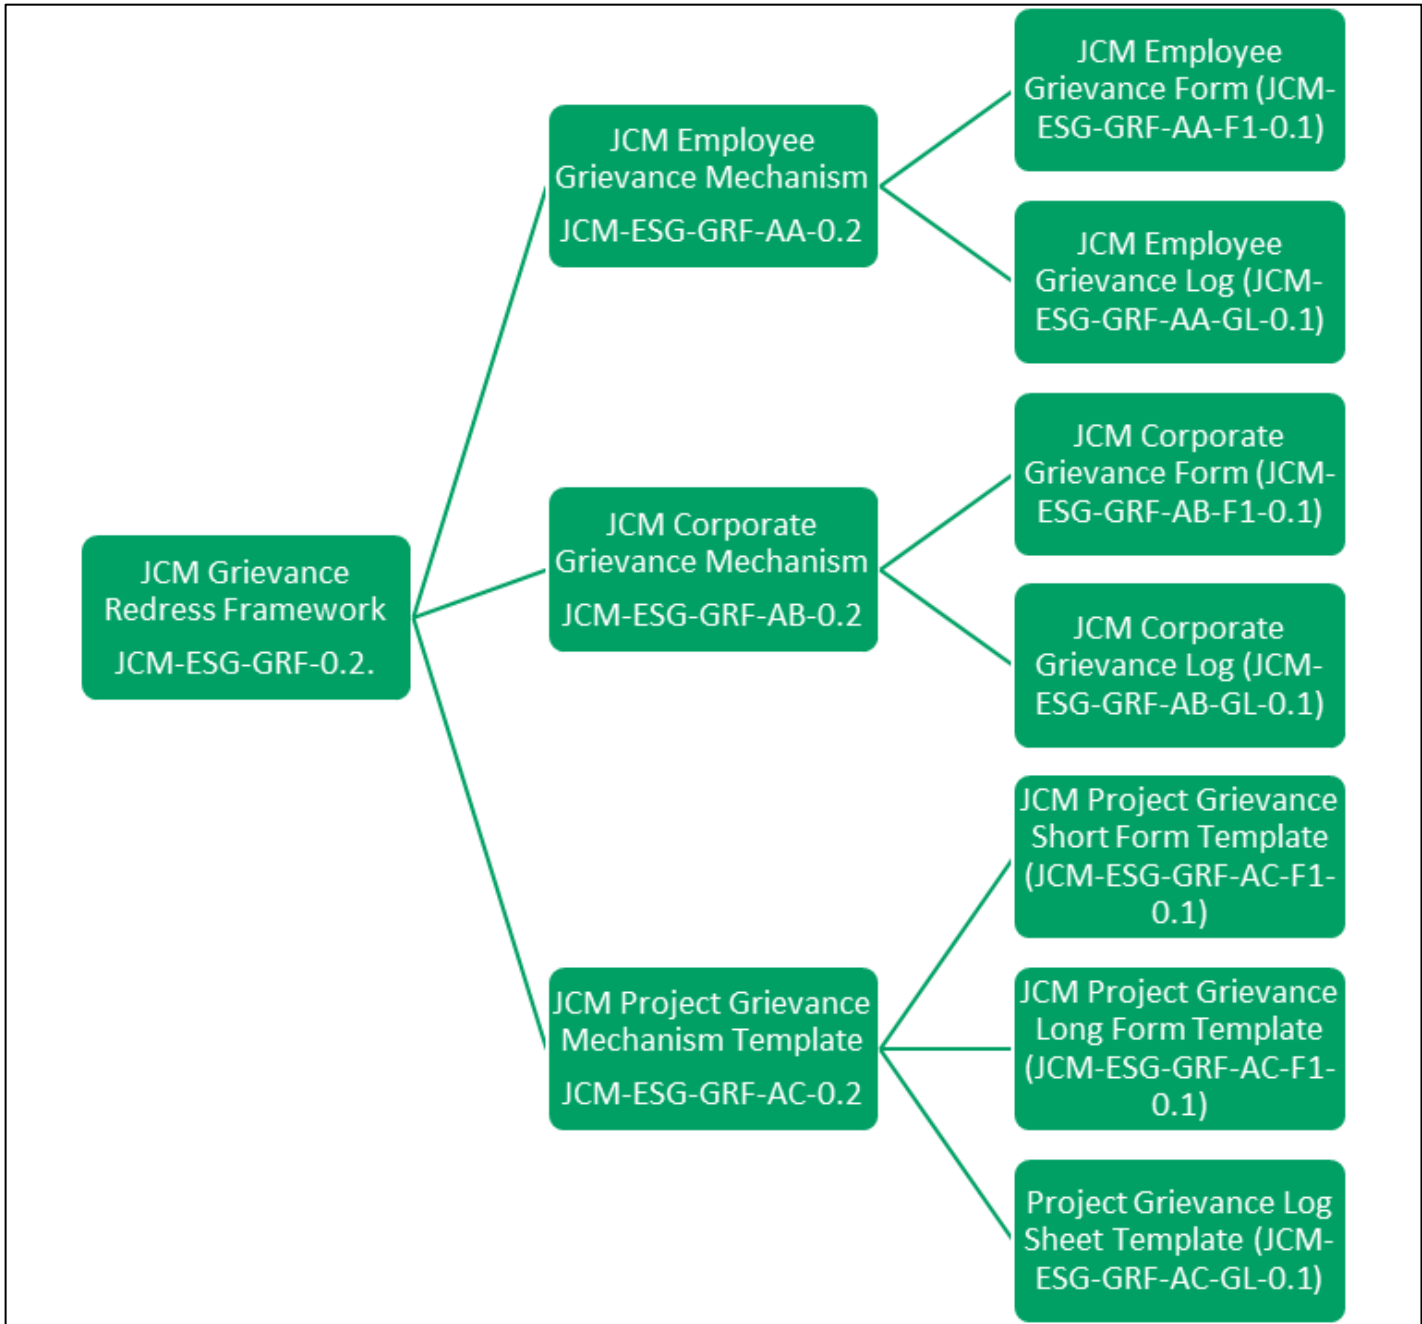 JCM Grievance
Redress Framework
JCM-ESG-GRF-0.2.
JCM Employee
Grievance Mechanism
JCM-ESG-GRF-AA-0.2
JCM Employee
Grievance Form (JCM-
ESG-GRF-AA-F1-0.1)
JCM Employee
Grievance Log (JCM-
ESG-GRF-AA-GL-0.1)
JCM Corporate
Grievance Mechanism
JCM-ESG-GRF-AB-0.2
JCM Corporate
Grievance Form (JCM-
ESG-GRF-AB-F1-0.1)
JCM Corporate
Grievance Log (JCM-
ESG-GRF-AB-GL-0.1)
JCM Project Grievance
Mechanism Template
JCM-ESG-GRF-AC-0.2
JCM Project Grievance
Short Form Template
(JCM-ESG-GRF-AC-F1-
0.1)
JCM Project Grievance
Long Form Template
(JCM-ESG-GRF-AC-F1-
0.1)
Project Grievance Log
Sheet Template (JCM-
ESG-GRF-AC-GL-0.1)